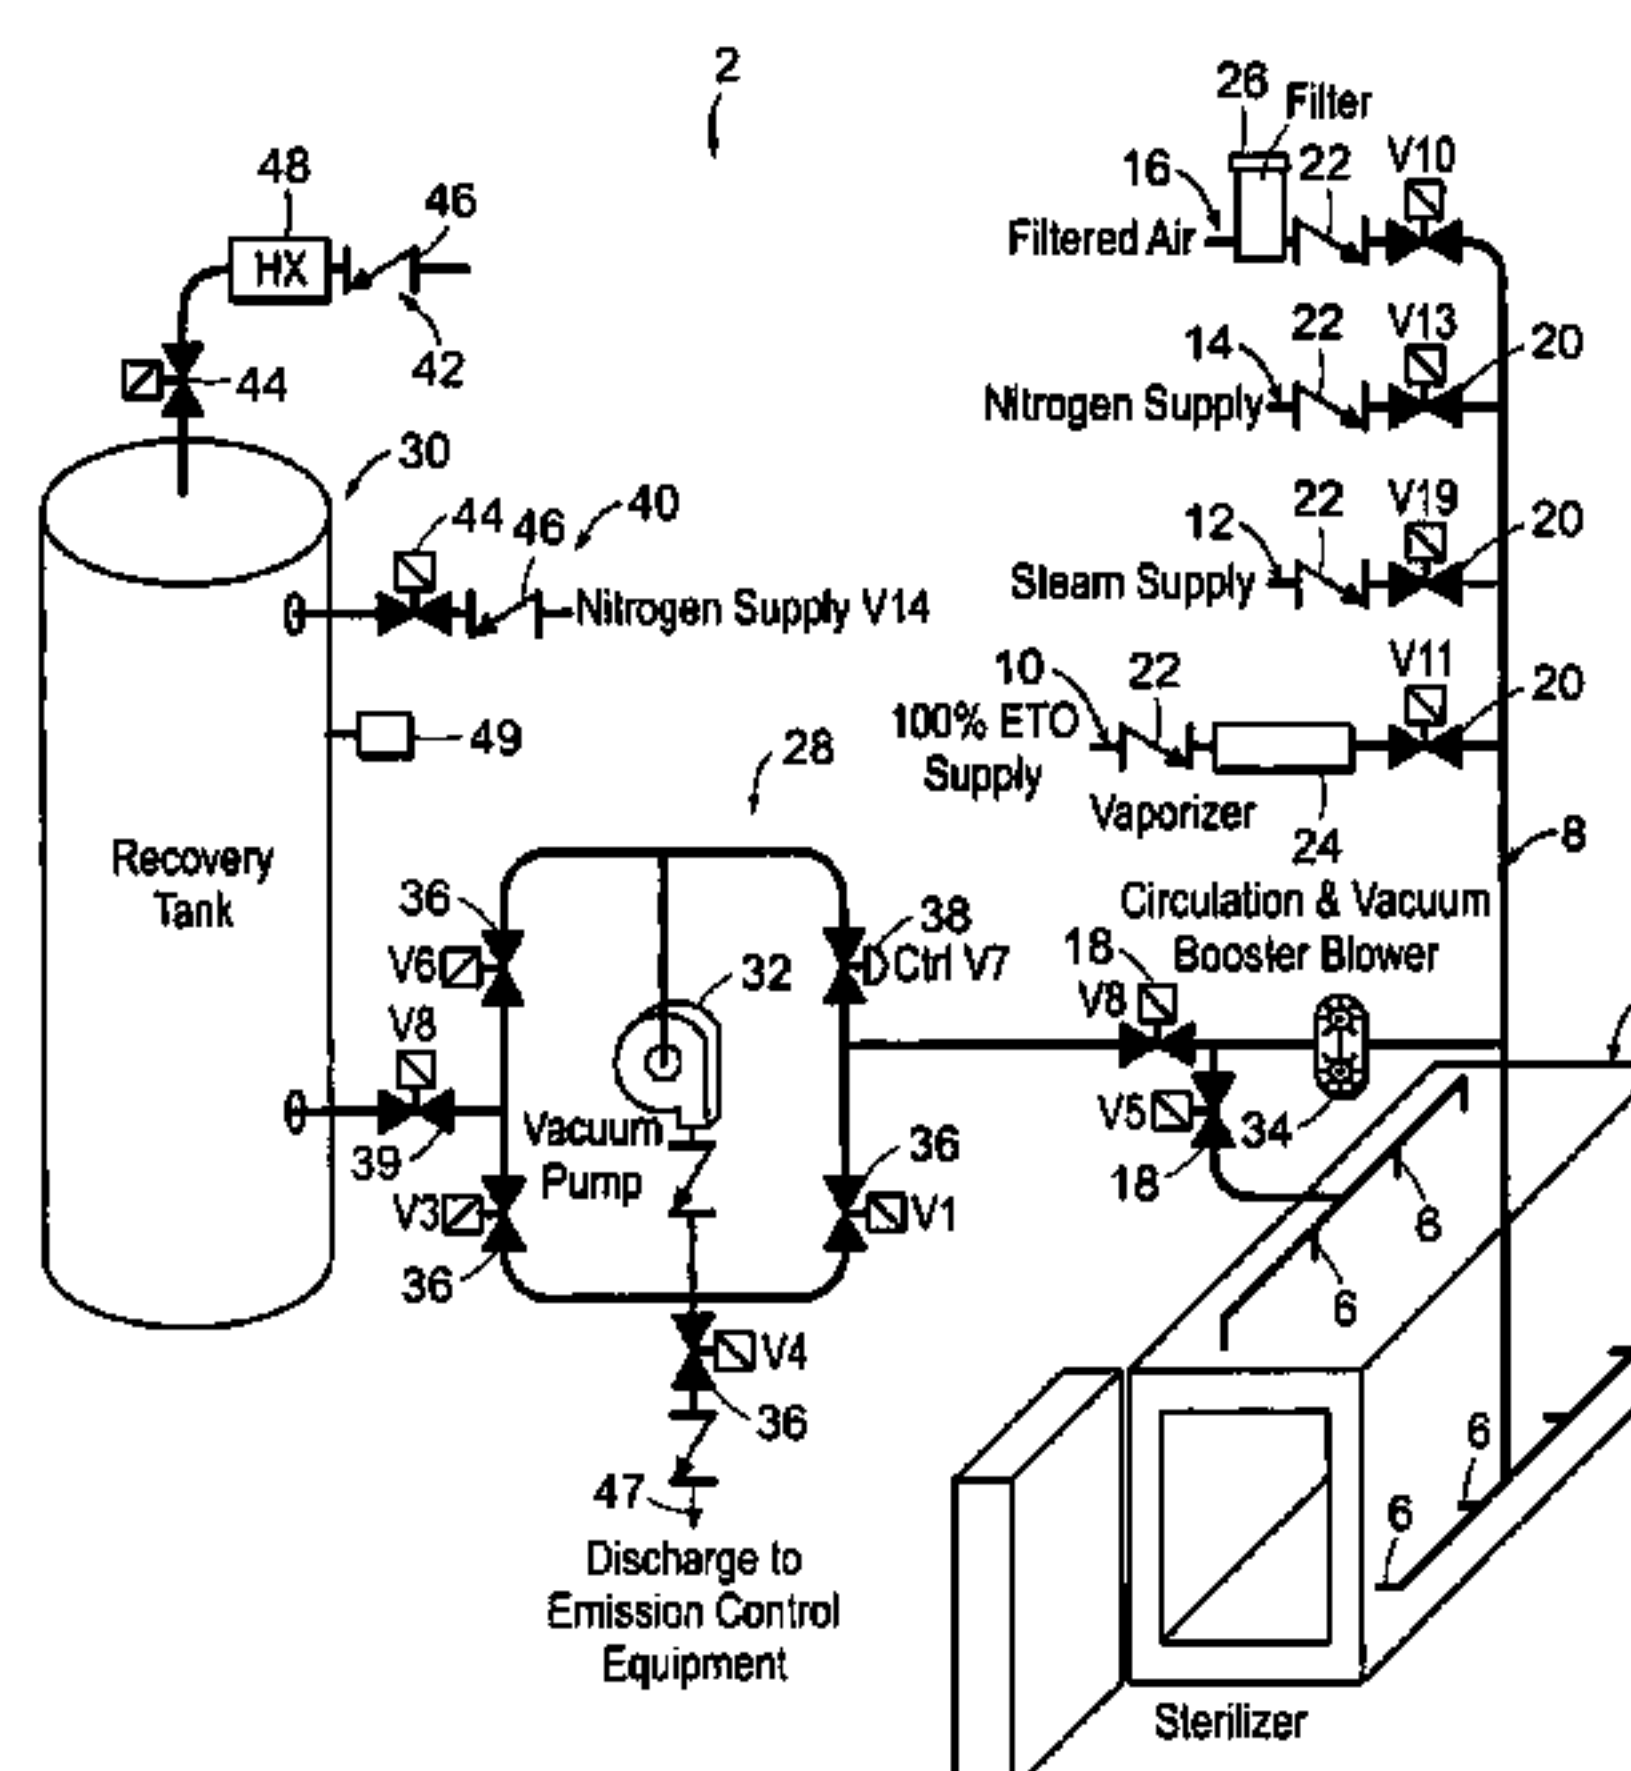 2
26
Filter
48
46
HX
42
44
16
22
V10
Filtered Air
14
22
V13
20
Nitrogen Supply
30
44
46
40
Nitrogen Supply V14
12
22
V19
20
Steam Supply
10
22
V11
20
100% ETO
Supply
Vaporizer
24
49
28
8
Recovery
Tank
Circulation & Vacuum
Booster Blower
36
38
V6
Ctrl V7
32
18
V8
V8
39
Vacuum
Pump
V5
34
18
36
V3
V1
36
6
6
V4
36
47
6
6
Discharge to
Emission Control
Equipment
Sterilizer